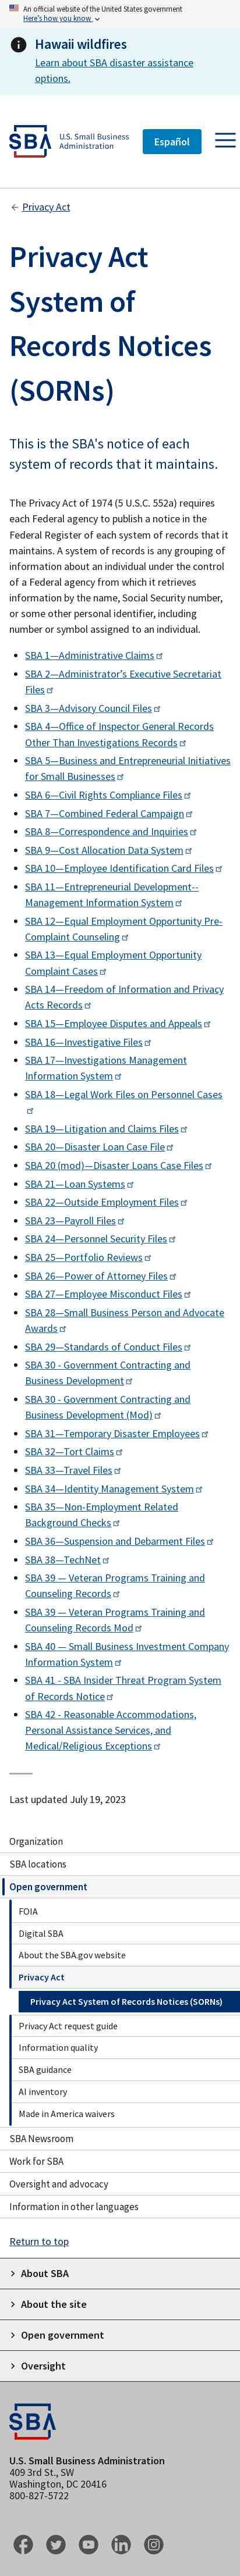 An official website of the United States government
Here's how you know
Hawaii wildfires
Learn about SBA disaster assistance
options.
SBA
U.S. Small Business
Administration
Español
Privacy Act
Privacy Act
System of
Records Notices
(SORNs)
This is the SBA's notice of each
system of records that it maintains.
The Privacy Act of 1974 (5 U.S.C. 552a) requires
each Federal agency to publish a notice in the
Federal Register of each system of records that it
maintains. A system of records is any grouping of
information about an individual under the control
of a Federal agency from which it retrieves
information by the name, Social Security number,
or some other personal identifier, including
number or symbol assigned to an individual.
SBA 1—Administrative Claims
SBA 2—Administrator's Executive Secretariat
Files
SBA 3—Advisory Council Files
SBA 4—Office of Inspector General Records
Other Than Investigations Records
SBA 5—Business and Entrepreneurial Initiatives
for Small Businesses
SBA 6—Civil Rights Compliance Files
SBA 7—Combined Federal Campaign
SBA 8—Correspondence and Inquiries
SBA 9—Cost Allocation Data System
SBA 10—Employee Identification Card Files
SBA 11—Entrepreneurial Development--
Management Information System
SBA 12—Equal Employment Opportunity Pre-
Complaint Counseling
SBA 13—Equal Employment Opportunity
Complaint Cases
SBA 14—Freedom of Information and Privacy
Acts Records
SBA 15—Employee Disputes and Appeals
SBA 16—Investigative Files
SBA 17—Investigations Management
Information System
SBA 18—Legal Work Files on Personnel Cases
SBA 19—Litigation and Claims Files
SBA 20—Disaster Loan Case File
SBA 20 (mod)—Disaster Loans Case Files
SBA 21—Loan Systems
SBA 22—Outside Employment Files
SBA 23—Payroll Files
SBA 24—Personnel Security Files
SBA 25—Portfolio Reviews
SBA 26—Power of Attorney Files
SBA 27—Employee Misconduct Files
SBA 28—Small Business Person and Advocate
Awards
SBA 29—Standards of Conduct Files
SBA 30 - Government Contracting and
Business Development
SBA 30 - Government Contracting and
Business Development (Mod)
SBA 31—Temporary Disaster Employees
SBA 32—Tort Claims
SBA 33—Travel Files
SBA 34—Identity Management System
SBA 35—Non-Employment Related
Background Checks
SBA 36—Suspension and Debarment Files
SBA 38—TechNet
SBA 39 — Veteran Programs Training and
Counseling Records
SBA 39 — Veteran Programs Training and
Counseling Records Mod
SBA 40 — Small Business Investment Company
Information System
SBA 41 - SBA Insider Threat Program System
of Records Notice
SBA 42 - Reasonable Accommodations,
Personal Assistance Services, and
Medical/Religious Exceptions
Last updated July 19, 2023
Organization
SBA locations
Open government
FOIA
Digital SBA
About the SBA.gov website
Privacy Act
Privacy Act System of Records Notices (SORNs)
Privacy Act request guide
Information quality
SBA guidance
AI inventory
Made in America waivers
SBA Newsroom
Work for SBA
Oversight and advocacy
Information in other languages
Return to top
About SBA
About the site
Open government
Oversight
SBA
U.S. Small Business Administration
409 3rd St., SW
Washington, DC 20416
800-827-5722